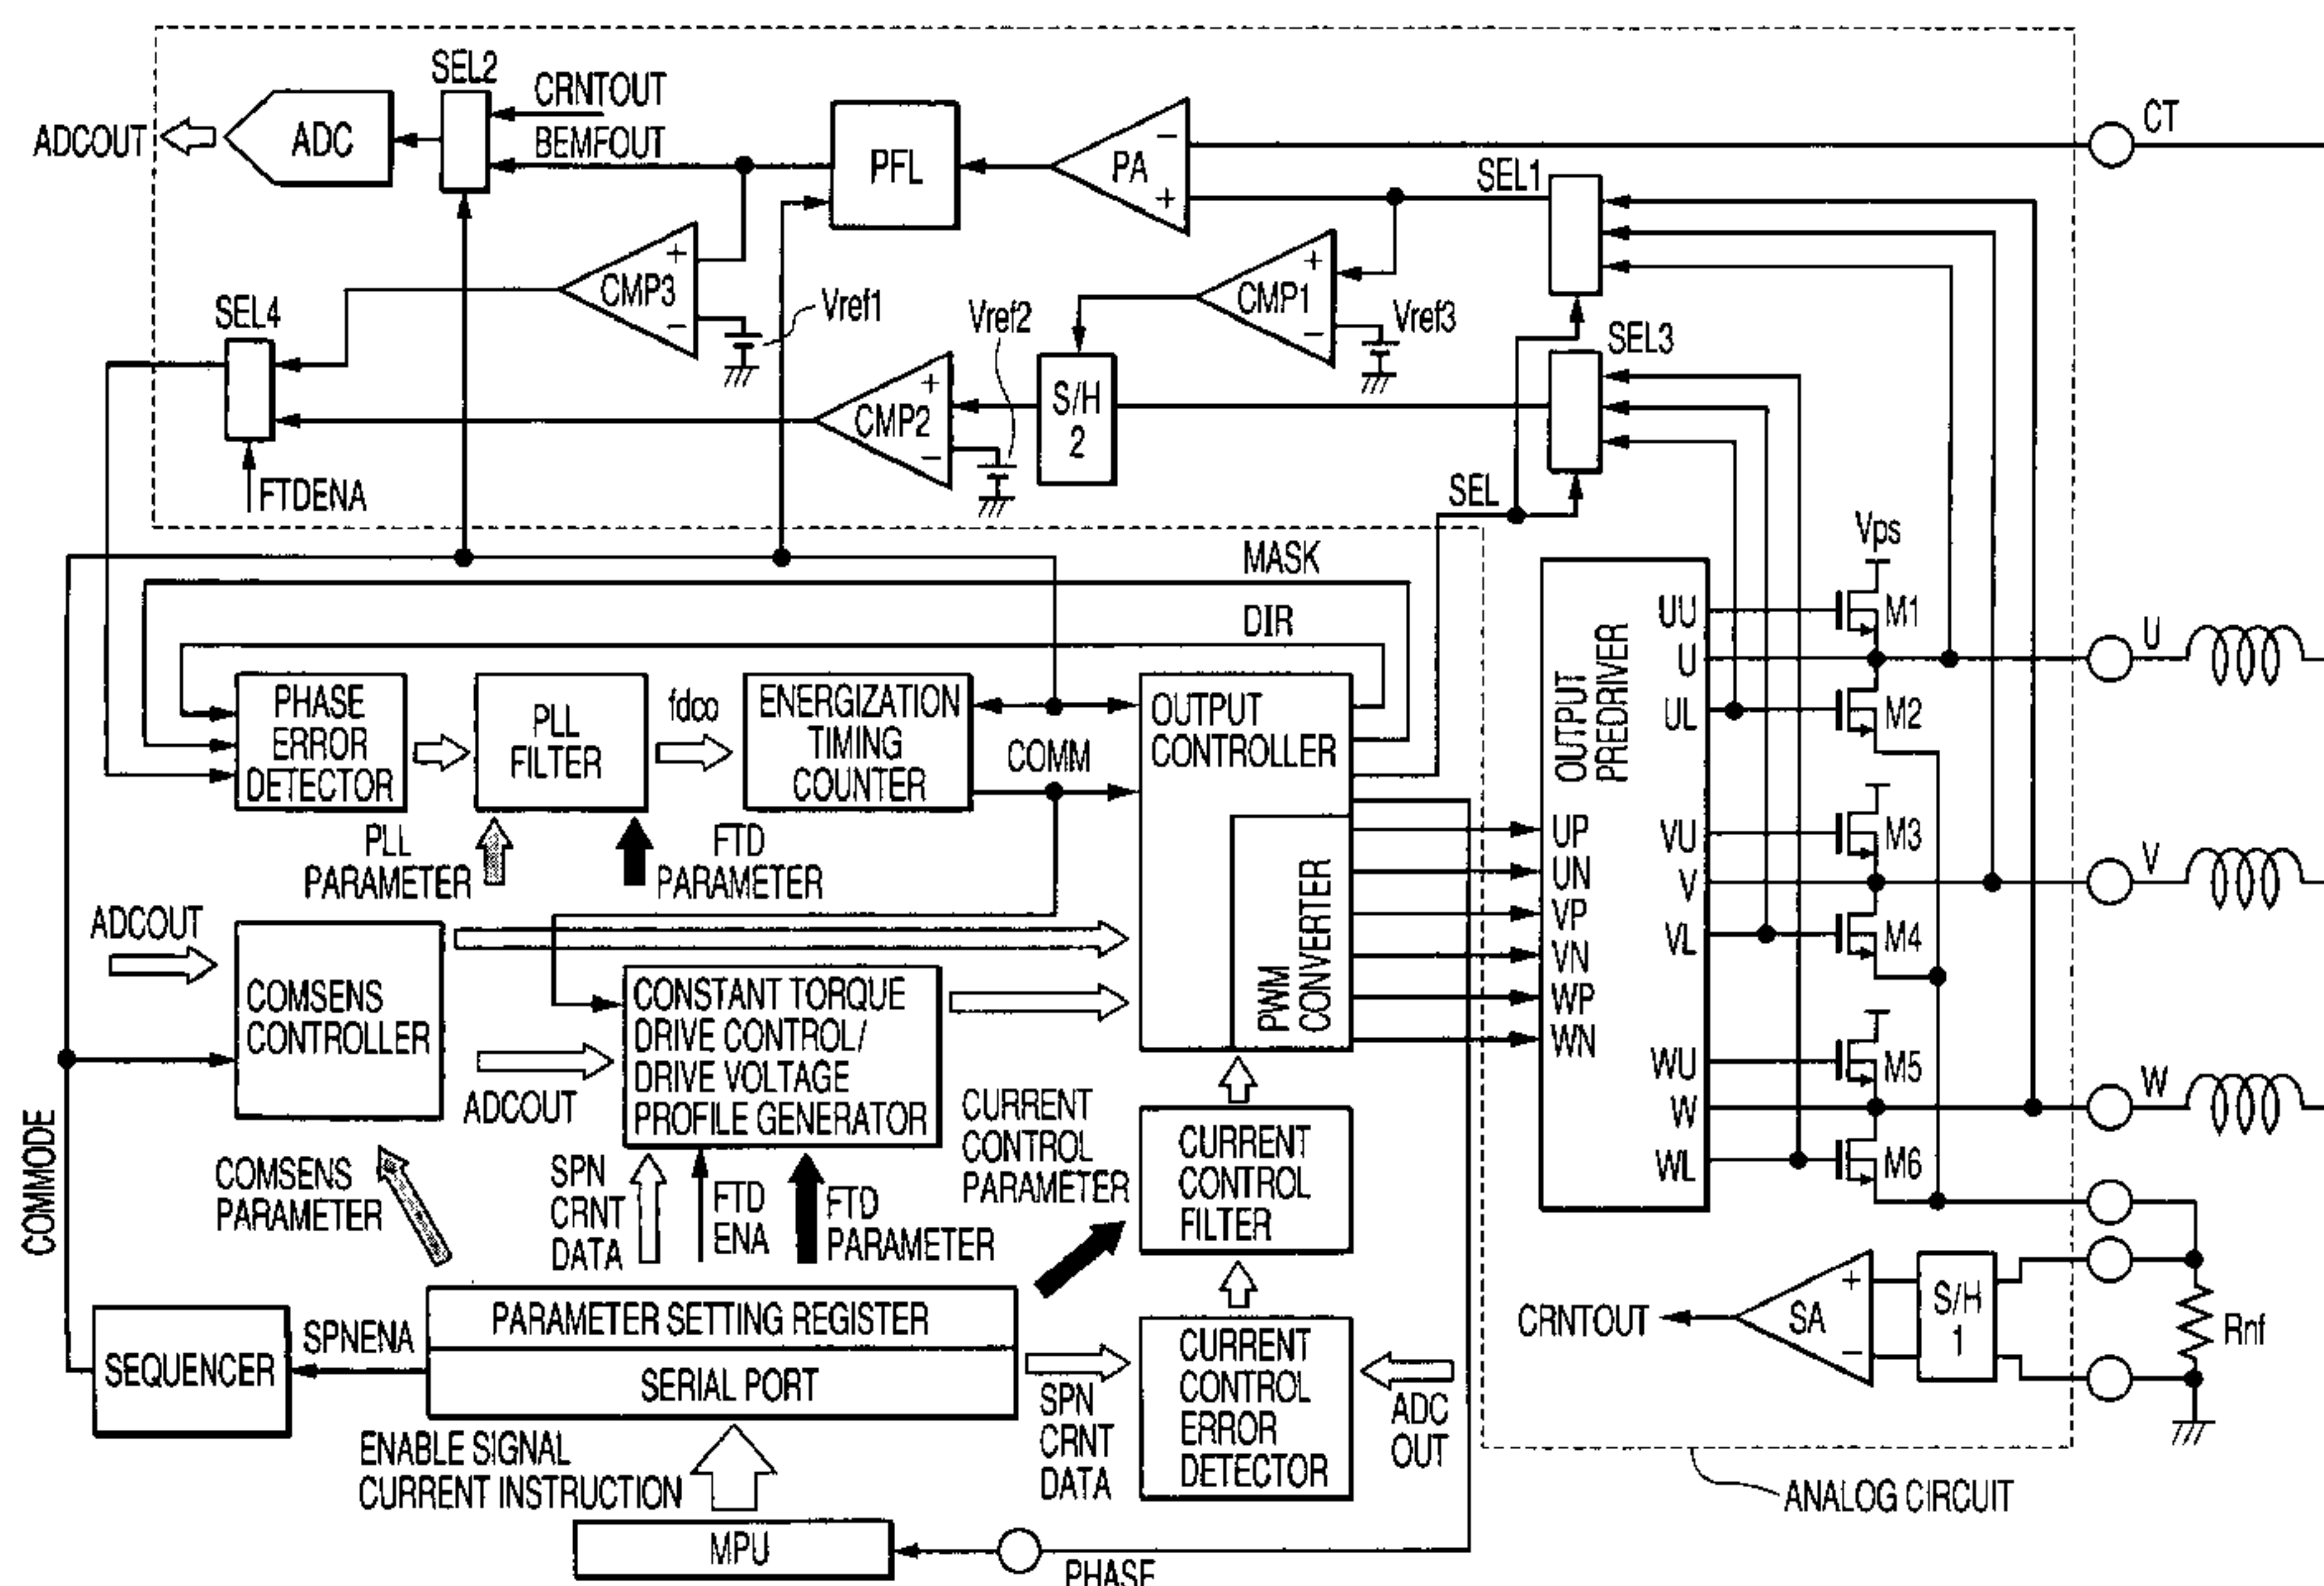 SEL2
CRNTOUT
CT
ADCOUT
ADC
BEMFOUT
PFL
PA
−
+
SEL1
CMP3
+
−
Vref1
CMP1
+
−
Vref3
SEL4
Vref2
SEL3
CMP2
+
−
S/H
2
FTDENA
SEL
Vps
MASK
DIR
PHASE
ERROR
DETECTOR
PLL
FILTER
fdco
ENERGIZATION
TIMING
COUNTER
COMM
OUTPUT
CONTROLLER
OUTPUT
PREDRIVER
UU
U
UL
M1
M2
U
PLL
PARAMETER
FTD
PARAMETER
PWM
CONVERTER
UP
UN
VP
VN
WP
WN
VU
V
VL
M3
M4
V
ADCOUT
COMSENS
CONTROLLER
CONSTANT TORQUE
DRIVE CONTROL/
DRIVE VOLTAGE
PROFILE GENERATOR
ADCOUT
WU
W
WL
M5
M6
W
COMMODE
COMSENS
PARAMETER
SPN
CRNT
DATA
FTD
ENA
FTD
PARAMETER
CURRENT
CONTROL
PARAMETER
CURRENT
CONTROL
FILTER
SEQUENCER
SPNENA
PARAMETER SETTING REGISTER
SERIAL PORT
SPN
CRNT
DATA
CURRENT
CONTROL
ERROR
DETECTOR
ADC
OUT
CRNTOUT
SA
+
−
S/H
1
Rnf
ENABLE SIGNAL
CURRENT INSTRUCTION
ANALOG CIRCUIT
MPU
PHASE